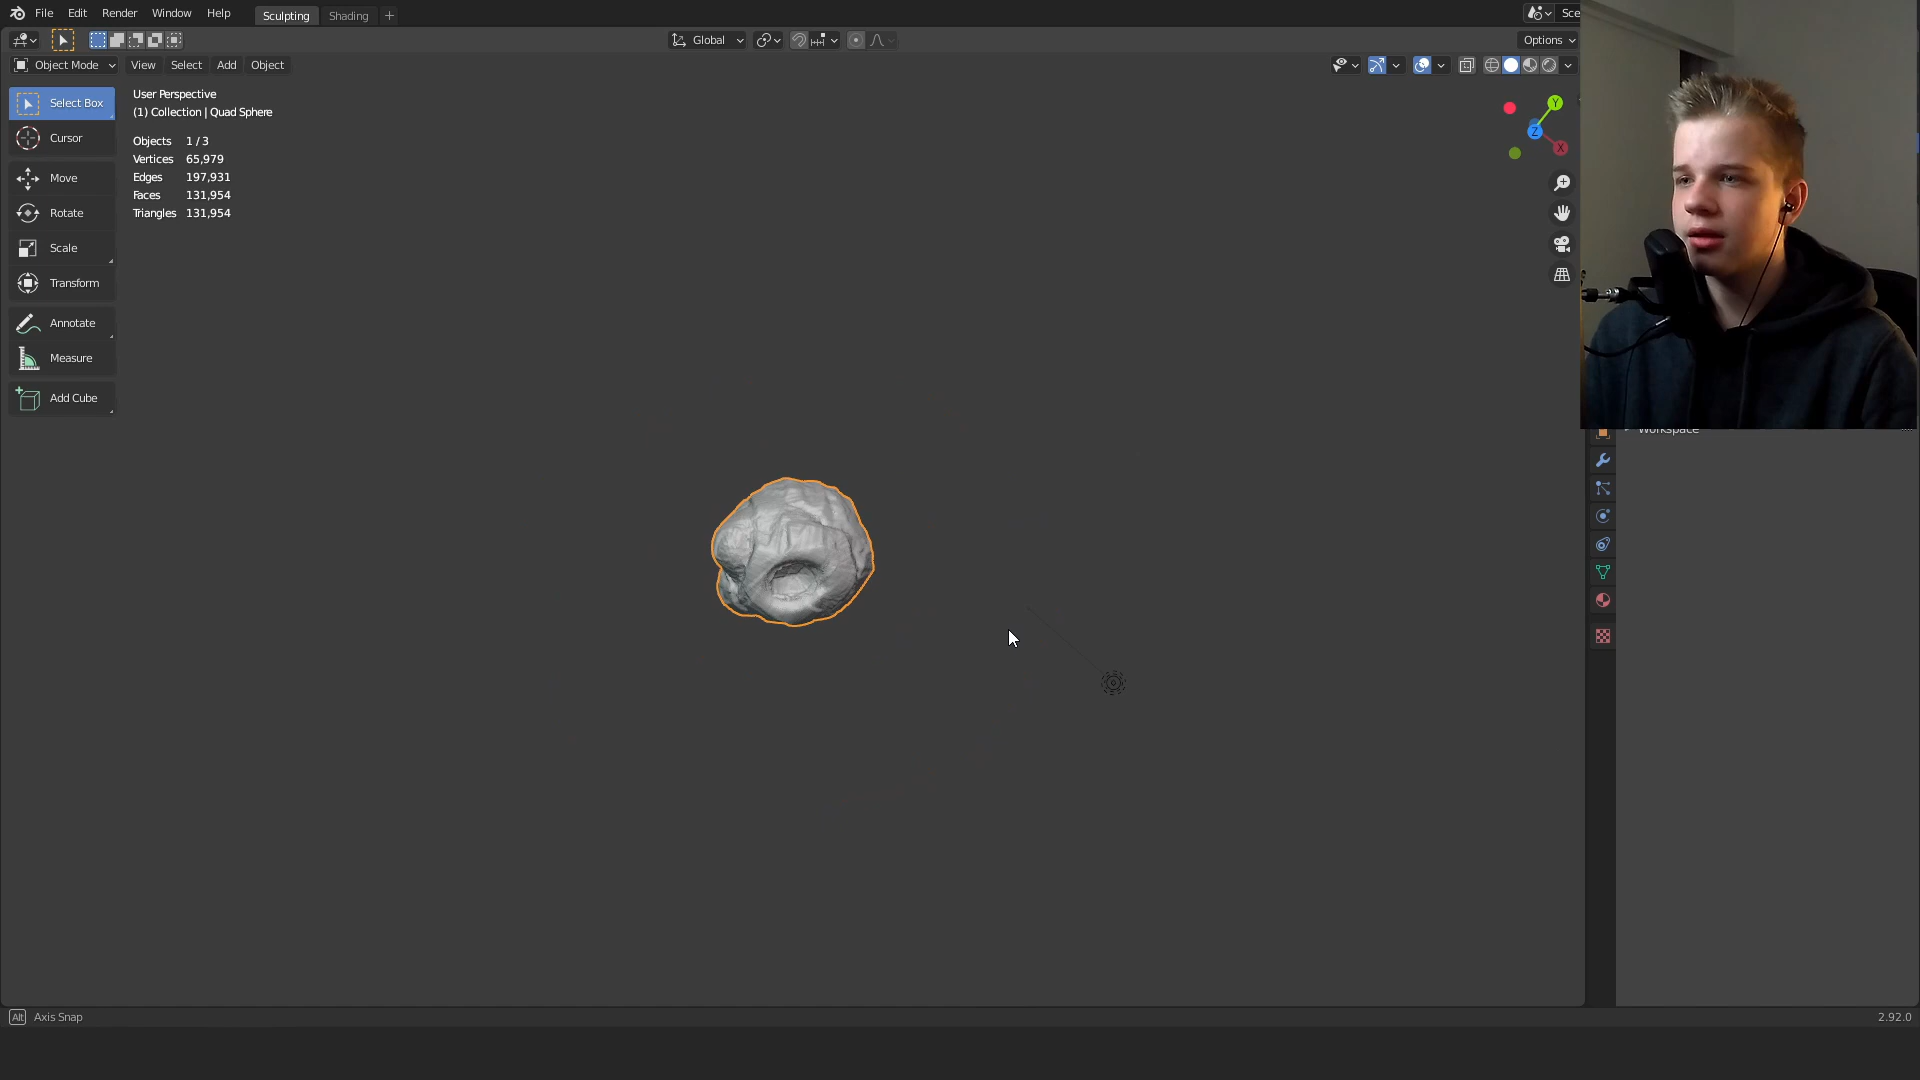 File Edit Render Window Help Sculpting Shading + Sce
Global Options
Object Mode View Select Add Object
Select Box
Cursor
Move
Rotate
Scale
Transform
Annotate
Measure
Add Cube
User Perspective
(1) Collection | Quad Sphere
Objects 1 / 3
Vertices 65,979
Edges 197,931
Faces 131,954
Triangles 131,954
Y
Z
X
Workspace
Alt Axis Snap
2.92.0